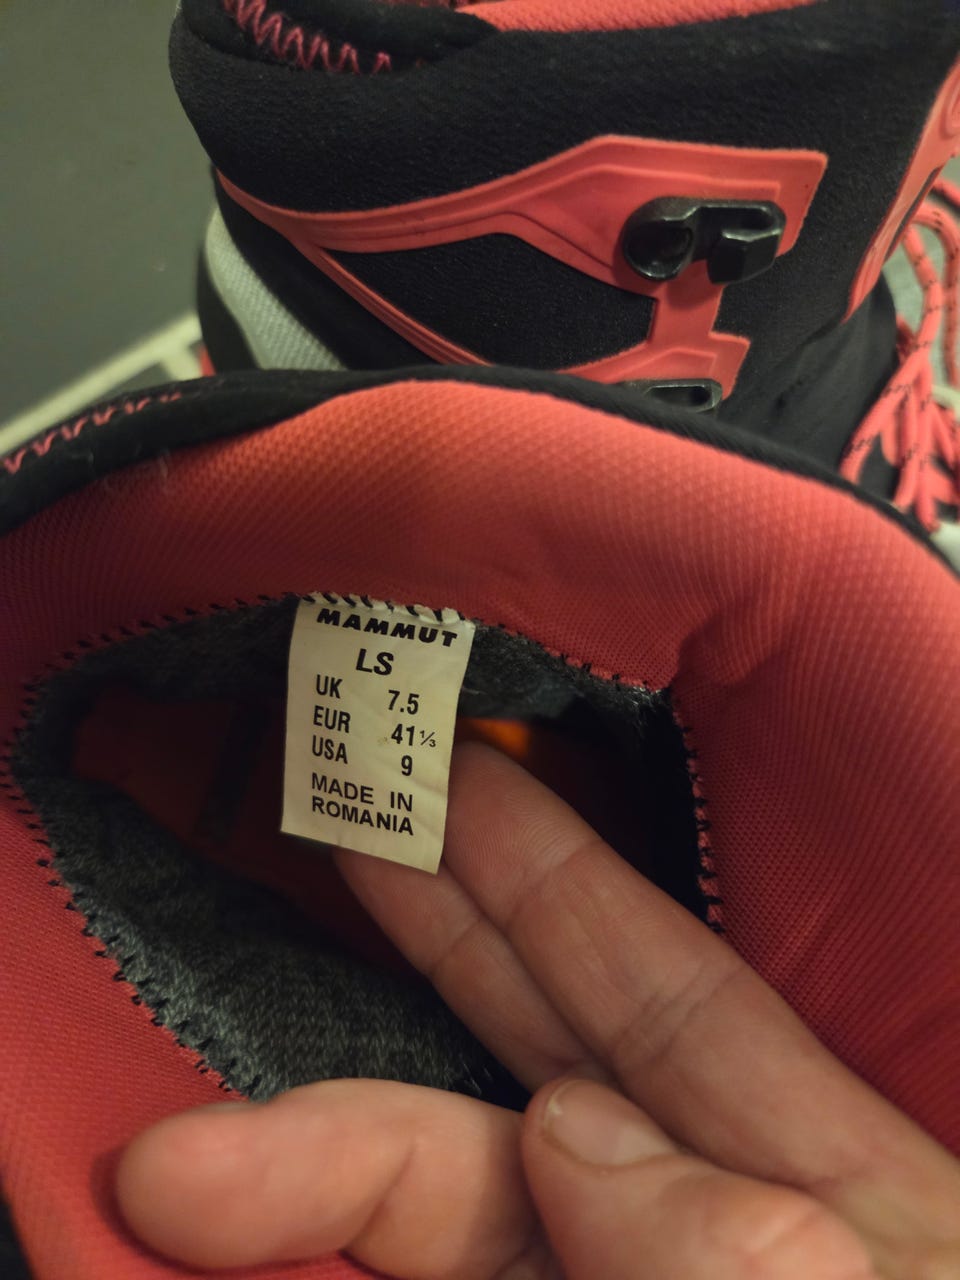 MAMMUT
LS
UK 7.5
EUR 41⅓
USA 9
MADE IN
ROMANIA